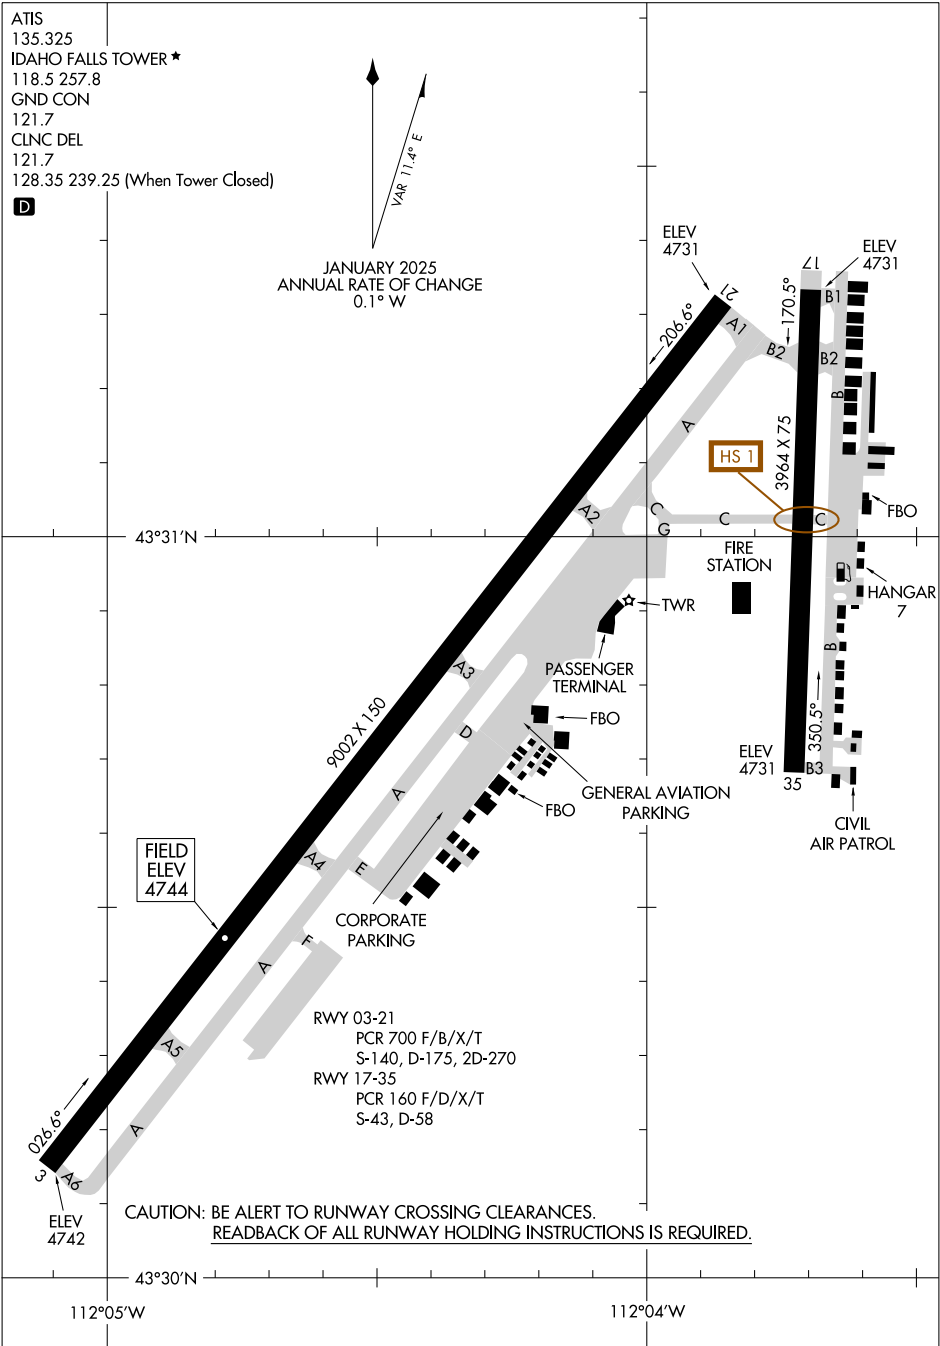 ATIS
135.325
IDAHO FALLS TOWER ★
118.5 257.8
GND CON
121.7
CLNC DEL
121.7
128.35 239.25 (When Tower Closed)
D
VAR 11.4° E
JANUARY 2025
ANNUAL RATE OF CHANGE
0.1° W
ELEV
4731
21
206.6°
A1
B2
170.5°
17
ELEV
4731
B1
B2
B
A
3964 X 75
HS 1
A2
C
G
C
C
FBO
43°31'N
FIRE
STATION
HANGAR
7
TWR
PASSENGER
TERMINAL
A3
B
9002 X 150
D
FBO
350.5°
ELEV
4731
35
B3
A
GENERAL AVIATION
PARKING
FBO
CIVIL
AIR PATROL
FIELD
ELEV
4744
A4
E
CORPORATE
PARKING
F
A
RWY 03-21
PCR 700 F/B/X/T
S-140, D-175, 2D-270
RWY 17-35
PCR 160 F/D/X/T
S-43, D-58
A5
026.6°
A
3
A6
ELEV
4742
CAUTION: BE ALERT TO RUNWAY CROSSING CLEARANCES.
READBACK OF ALL RUNWAY HOLDING INSTRUCTIONS IS REQUIRED.
43°30'N
112°05'W
112°04'W